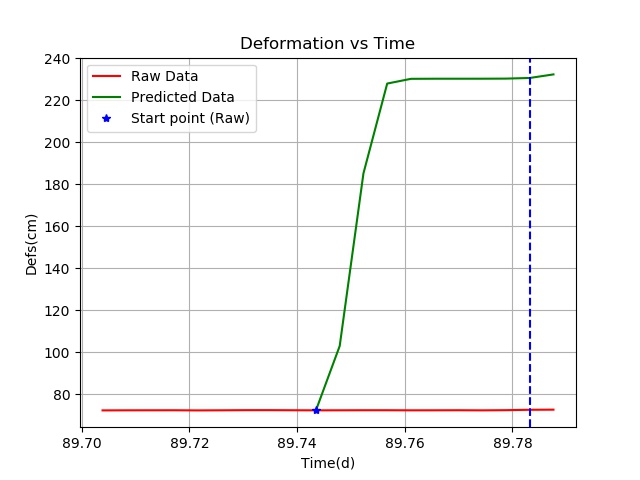 Deformation vs Time
Raw Data
Predicted Data
Start point (Raw)
240
220
200
180
160
140
120
100
80
Defs(cm)
89.70 89.72 89.74 89.76 89.78
Time(d)